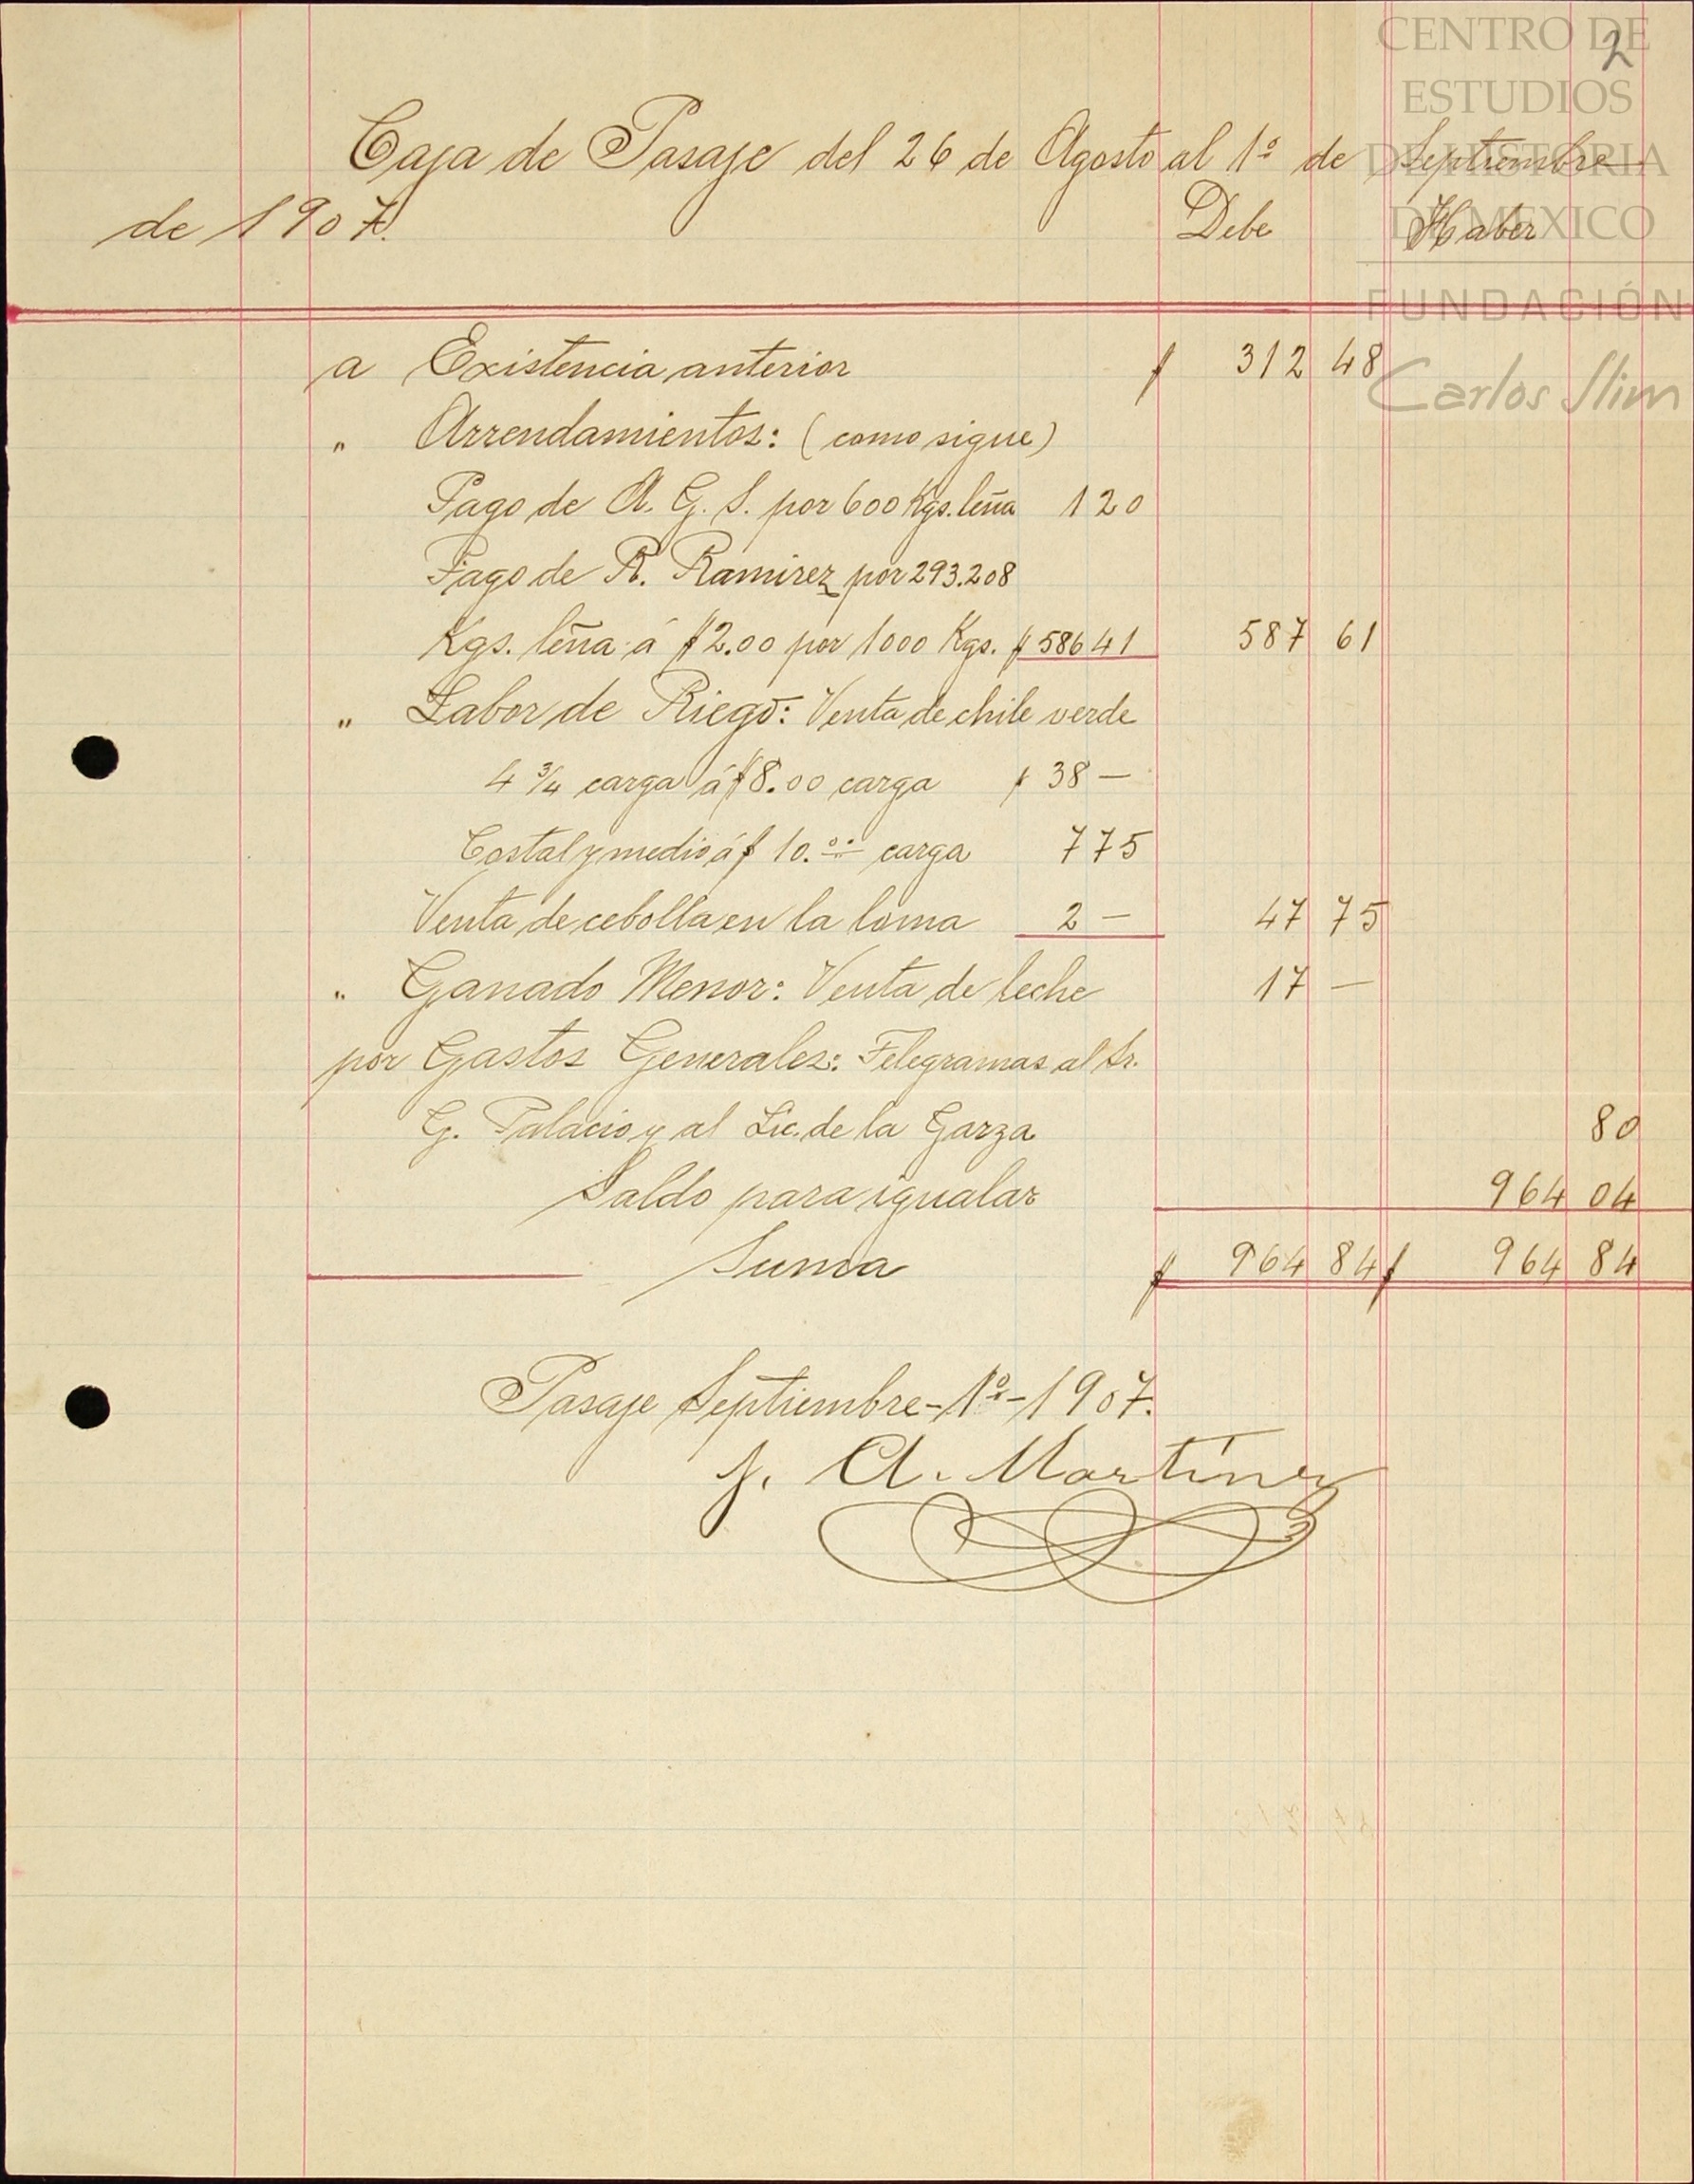 CENTRO DE
ESTUDIOS
DE HISTORIA
DE MEXICO
FUNDACIÓN
Carlos Slim
2
Caja de Pasaje del 26 de Agosto al 1º de Septiembre
de 1907. Debe Haber
a Existencia anterior $ 312 48
" Arrendamientos: (como sigue)
Pago de A. G. S. por 600 Kgs. leña 1 20
Pago de R. Ramirez por 293.208
Kgs. leña á $2.00 por 1000 Kgs. $ 586 41 587 61
" Labor de Riego: Venta de chile verde
4 3/4 carga á $8.00 carga $ 38 —
Costal y medio á $ 10.00 carga 7 75
Venta de cebolla en la loma 2 — 47 75
" Ganado Menor: Venta de leche 17 —
por Gastos Generales: Telegramas al Sr.
G. Palacio y al Lic. de la Garza 80
Saldo para igualar 964 04
Suma $ 964 84 $ 964 84
Pasaje Septiembre-1º-1907.
J. A. Martínez